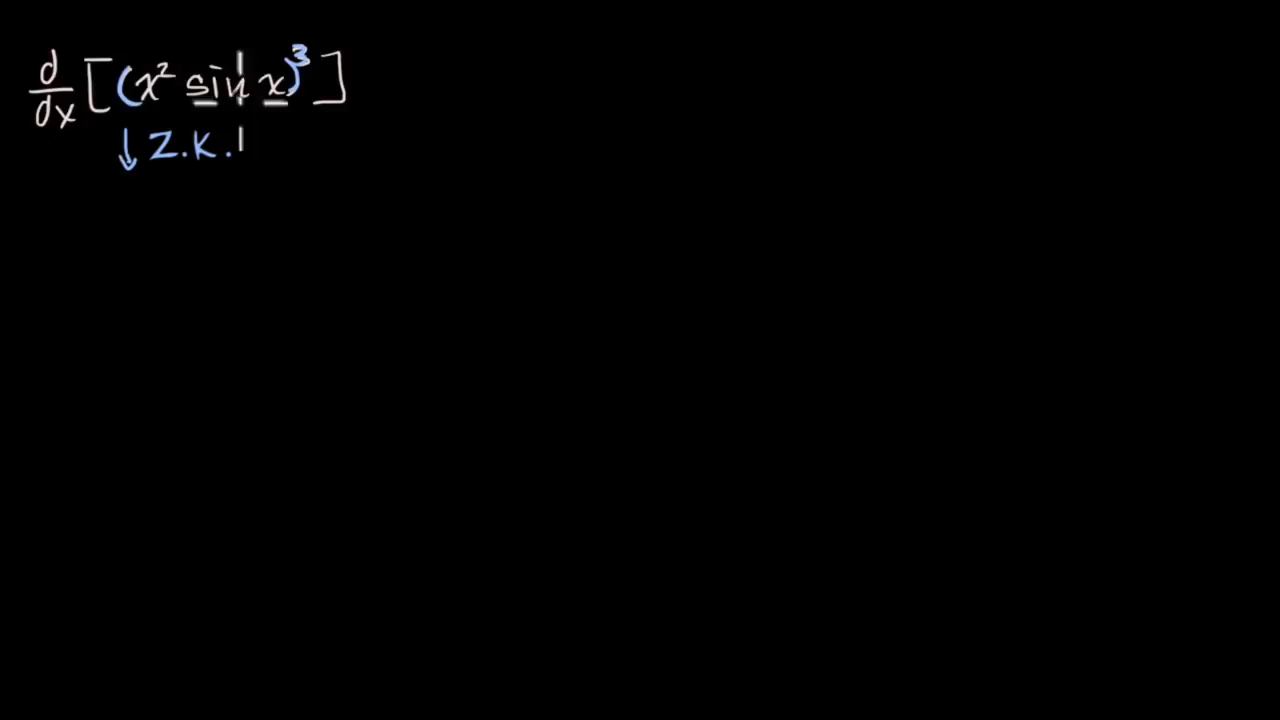 d/dx [(x² sin x)³]
↓ Z.K.